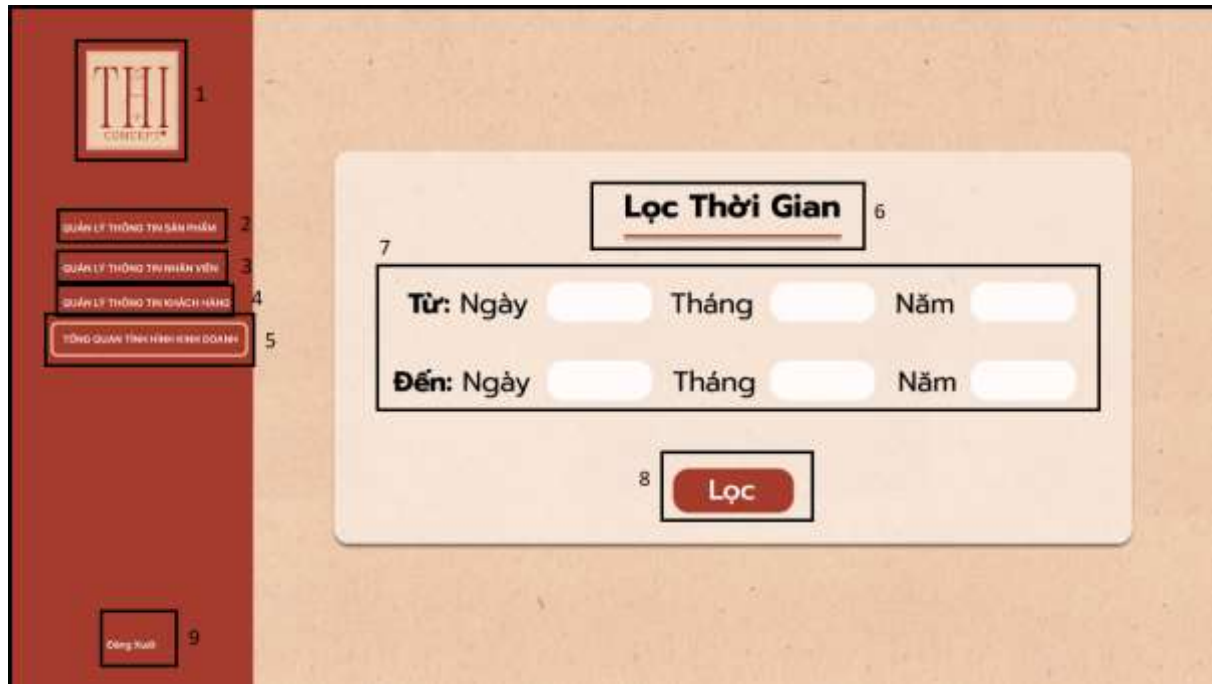 THI
CONCEPT
1
QUẢN LÝ THÔNG TIN SẢN PHẨM
2
QUẢN LÝ THÔNG TIN NHÂN VIÊN
3
QUẢN LÝ THÔNG TIN KHÁCH HÀNG
4
TỔNG QUAN TÌNH HÌNH KINH DOANH
5
Lọc Thời Gian
6
7
Từ: Ngày Tháng Năm
Đến: Ngày Tháng Năm
8
Lọc
Đăng Xuất
9